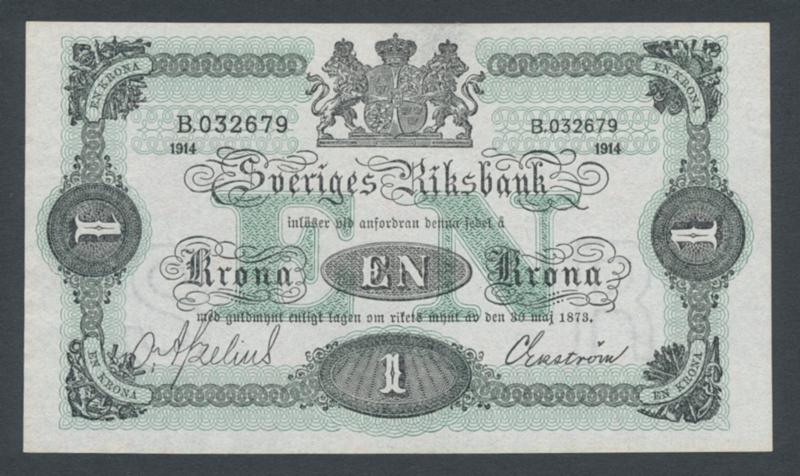 EN KRONA
EN KRONA
B.032679 B.032679
1914 1914
Sveriges Riksbank
EN
inlöser vid anfordran denna sedel å
1 1
Krona EN Krona
med guldmynt enligt lagen om rikets mynt av den 30 maj 1873.
C Ekström
EN KRONA
1
EN KRONA